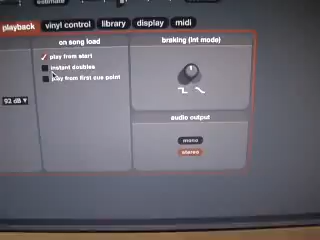 estimate
playback vinyl control library display midi
on song load
play from start
instant doubles
play from first cue point
92 dB
braking (int mode)
audio output
mono
stereo